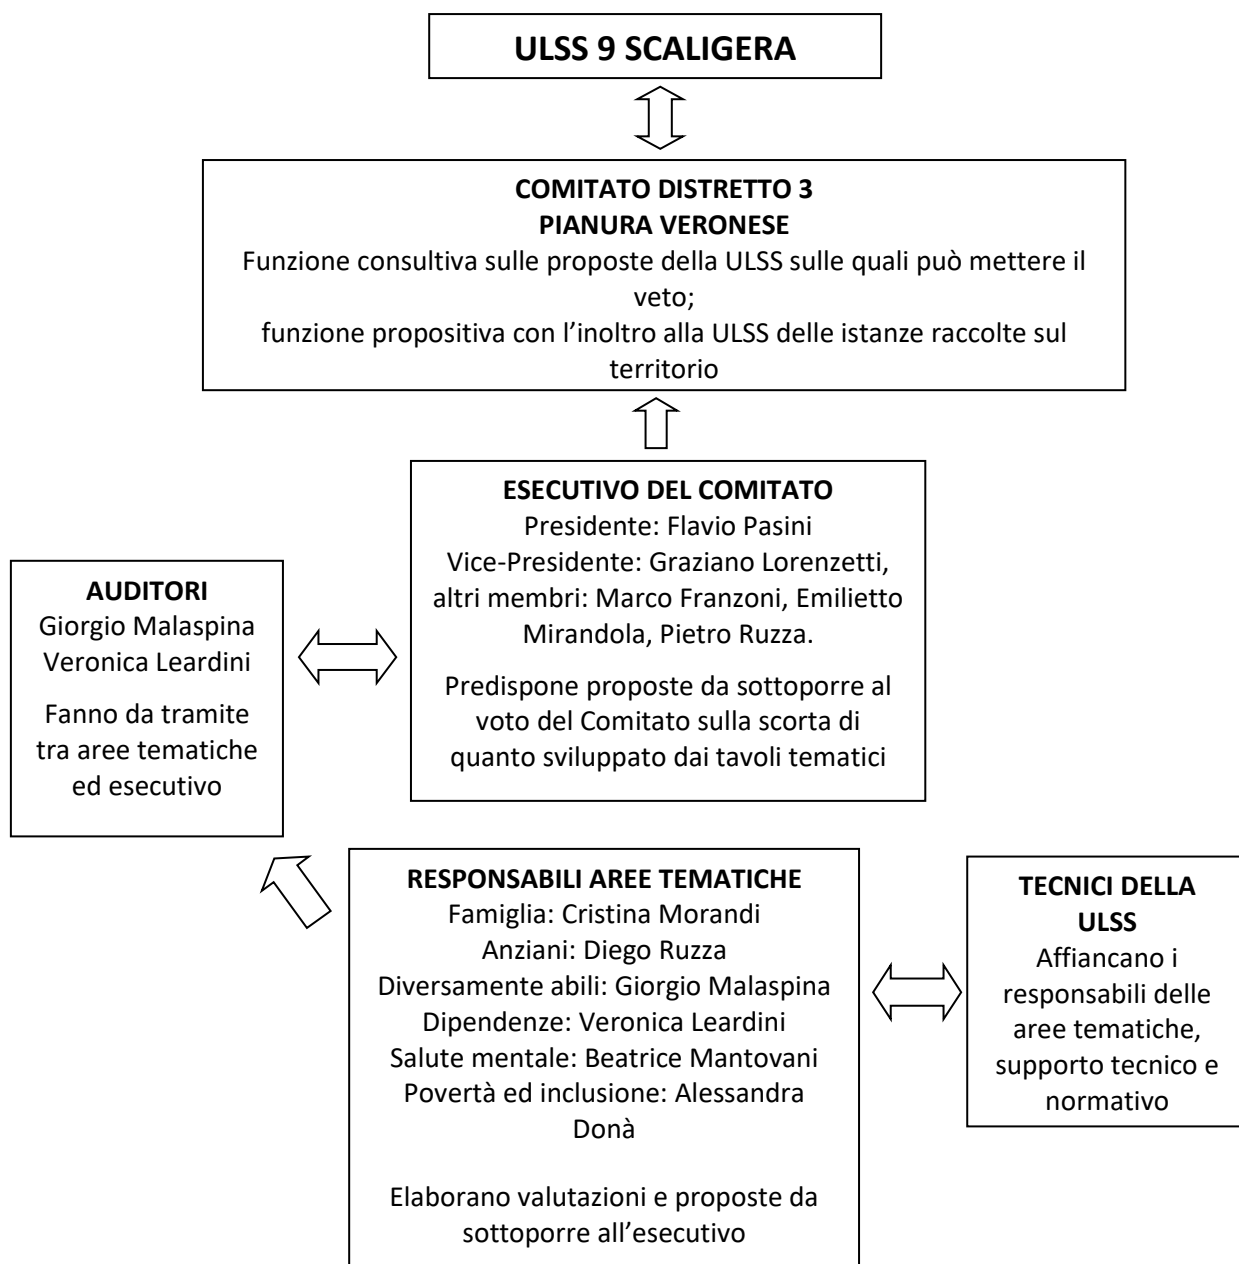 ULSS 9 SCALIGERA
COMITATO DISTRETTO 3
PIANURA VERONESE
Funzione consultiva sulle proposte della ULSS sulle quali può mettere il
veto;
funzione propositiva con l’inoltro alla ULSS delle istanze raccolte sul
territorio
ESECUTIVO DEL COMITATO
Presidente: Flavio Pasini
Vice-Presidente: Graziano Lorenzetti,
altri membri: Marco Franzoni, Emilietto
Mirandola, Pietro Ruzza.
Predispone proposte da sottoporre al
voto del Comitato sulla scorta di
quanto sviluppato dai tavoli tematici
AUDITORI
Giorgio Malaspina
Veronica Leardini
Fanno da tramite
tra aree tematiche
ed esecutivo
RESPONSABILI AREE TEMATICHE
Famiglia: Cristina Morandi
Anziani: Diego Ruzza
Diversamente abili: Giorgio Malaspina
Dipendenze: Veronica Leardini
Salute mentale: Beatrice Mantovani
Povertà ed inclusione: Alessandra
Donà
Elaborano valutazioni e proposte da
sottoporre all’esecutivo
TECNICI DELLA
ULSS
Affiancano i
responsabili delle
aree tematiche,
supporto tecnico e
normativo